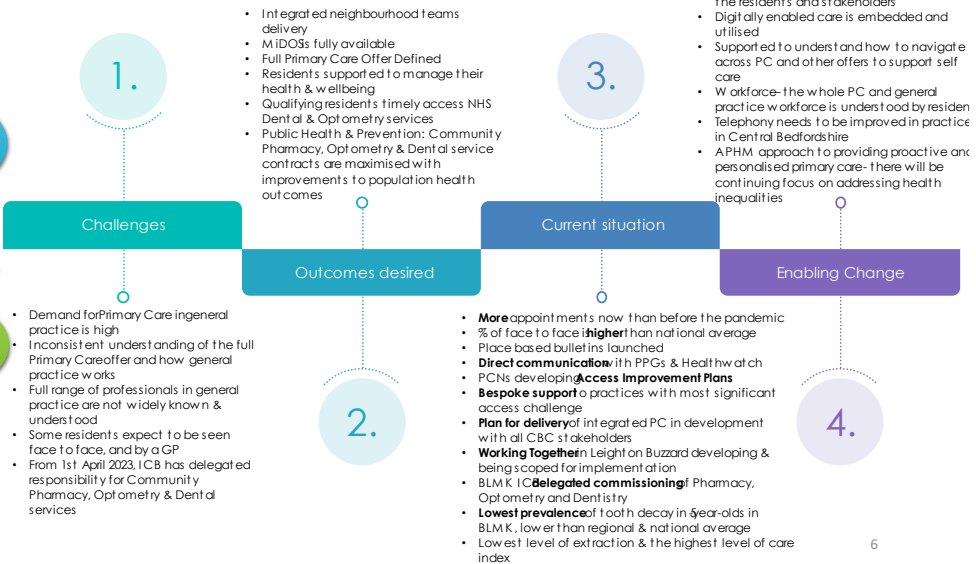 1.
Challenges
• Demand forPrimary Care ingeneral
practice is high
• Inconsistent understanding of the full
Primary Careoffer and how general
practice works
• Full range of professionals in general
practice are not widely known &
understood
• Some residents expect to be seen
face to face, and by a GP
• From 1st April 2023, ICB has delegated
responsibility for Community
Pharmacy, Optometry & Dental
services
• Integrated neighbourhood teams
delivery
• MiDOS is fully available
• Full Primary Care Offer Defined
• Residents supported to manage their
health & wellbeing
• Qualifying residents timely access NHS
Dental & Optometry services
• Public Health & Prevention: Community
Pharmacy, Optometry & Dental service
contracts are maximised with
improvements to population health
outcomes
Outcomes desired
2.
3.
Current situation
• More appointments now than before the pandemic
• % of face to face is higher than national average
• Place based bulletins launched
• Direct communication with PPGs & Healthwatch
• PCNs developing Access Improvement Plans
• Bespoke support to practices with most significant
access challenge
• Plan for delivery of integrated PC in development
with all CBC stakeholders
• Working Together in Leighton Buzzard developing &
being scoped for implementation
• BLMK ICB delegated commissioning of Pharmacy,
Optometry and Dentistry
• Lowest prevalence of tooth decay in 5-year-olds in
BLMK, lower than regional & national average
• Lowest level of extraction & the highest level of care
index
the residents and stakeholders
• Digitally enabled care is embedded and
utilised
• Supported to understand how to navigate
across PC and other offers to support self
care
• Workforce– the whole PC and general
practice workforce is understood by residen
• Telephony needs to be improved in practice
in Central Bedfordshire
• A PHM approach to providing proactive and
personalised primary care- there will be
continuing focus on addressing health
inequalities
Enabling Change
4.
6